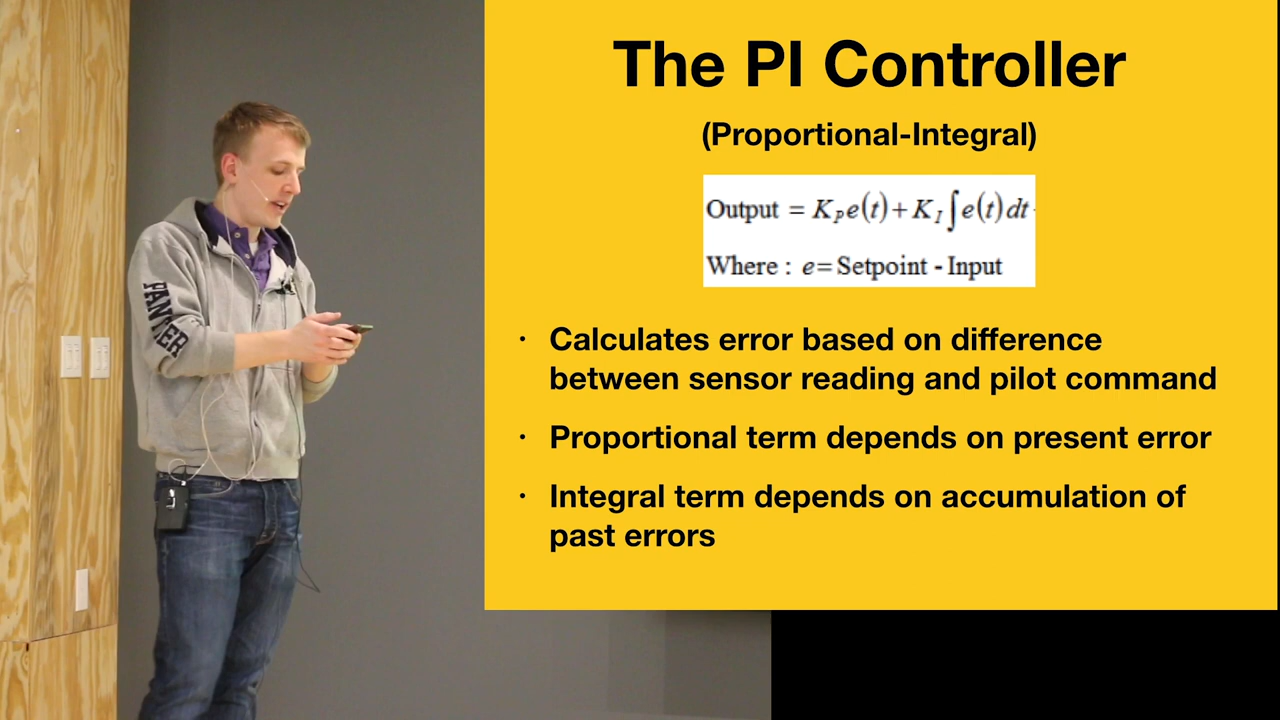 The PI Controller
(Proportional-Integral)
Output = K_P e(t) + K_I ∫ e(t) dt
Where : e = Setpoint - Input
· Calculates error based on difference
between sensor reading and pilot command
· Proportional term depends on present error
· Integral term depends on accumulation of
past errors
PANTHER